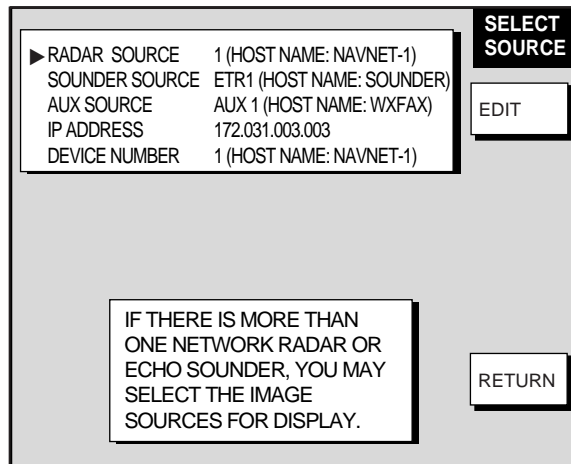 SELECT
SOURCE
▶RADAR SOURCE 1 (HOST NAME: NAVNET-1)
SOUNDER SOURCE ETR1 (HOST NAME: SOUNDER)
AUX SOURCE AUX 1 (HOST NAME: WXFAX)
IP ADDRESS 172.031.003.003
DEVICE NUMBER 1 (HOST NAME: NAVNET-1)
EDIT
IF THERE IS MORE THAN
ONE NETWORK RADAR OR
ECHO SOUNDER, YOU MAY
SELECT THE IMAGE
SOURCES FOR DISPLAY.
RETURN